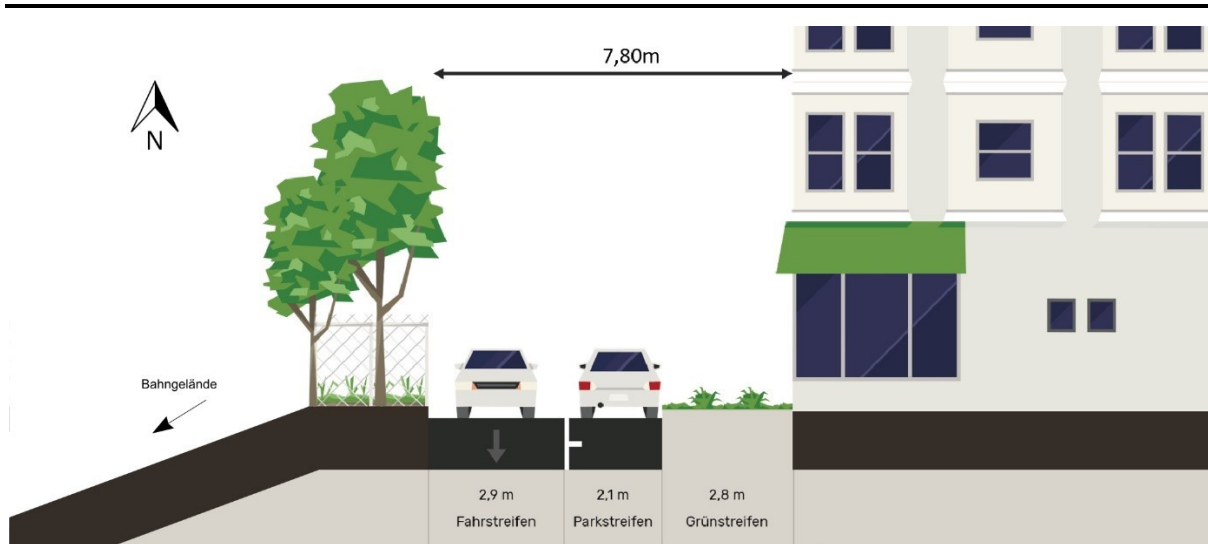 7,80m
N
Bahngelände
2,9 m
Fahrstreifen
2,1 m
Parkstreifen
2,8 m
Grünstreifen